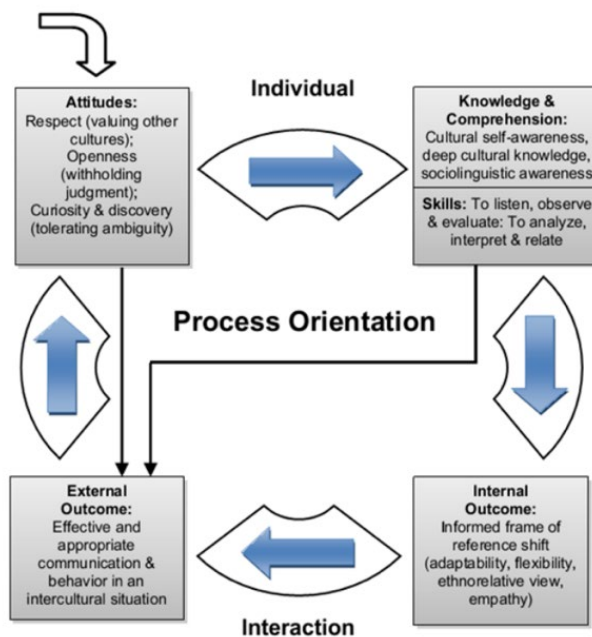 Individual
Attitudes:
Respect (valuing other
cultures);
Openness
(withholding
judgment);
Curiosity & discovery
(tolerating ambiguity)
Knowledge &
Comprehension:
Cultural self-awareness,
deep cultural knowledge,
sociolinguistic awareness
Skills: To listen, observe
& evaluate: To analyze,
interpret & relate
Process Orientation
External
Outcome:
Effective and
appropriate
communication &
behavior in an
intercultural situation
Internal
Outcome:
Informed frame of
reference shift
(adaptability, flexibility,
ethnorelative view,
empathy)
Interaction